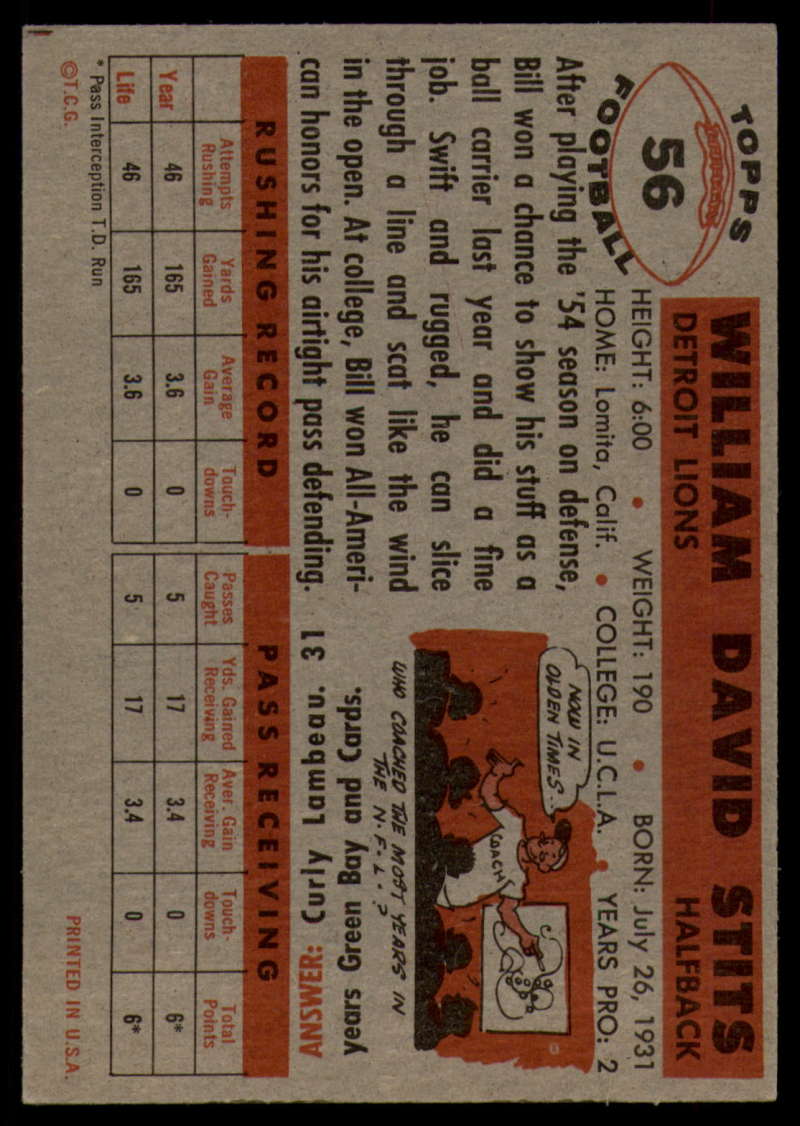 TOPPS
56
FOOTBALL
WILLIAM DAVID STITS
DETROIT LIONS HALFBACK
HEIGHT: 6:00 • WEIGHT: 190 • BORN: July 26, 1931
HOME: Lomita, Calif. • COLLEGE: U.C.L.A. • YEARS PRO: 2
After playing the '54 season on defense,
Bill won a chance to show his stuff as a
ball carrier last year and did a fine
job. Swift and rugged, he can slice
through a line and scat like the wind
in the open. At college, Bill won All-Ameri-
can honors for his airtight pass defending.
NOW IN
OLDEN TIMES...
COACH
WHO COACHED THE MOST YEARS IN
THE N.F.L.?
ANSWER: Curly Lambeau. 31
years Green Bay and Cards.
RUSHING RECORD PASS RECEIVING
Attempts Rushing Yards Gained Average Gain Touch-downs Passes Caught Yds. Gained Receiving Aver. Gain Receiving Touch-downs Total Points
Year 46 165 3.6 0 5 17 3.4 0 6*
Life 46 165 3.6 0 5 17 3.4 0 6*
* Pass Interception T.D. Run
©T.C.G. PRINTED IN U.S.A.